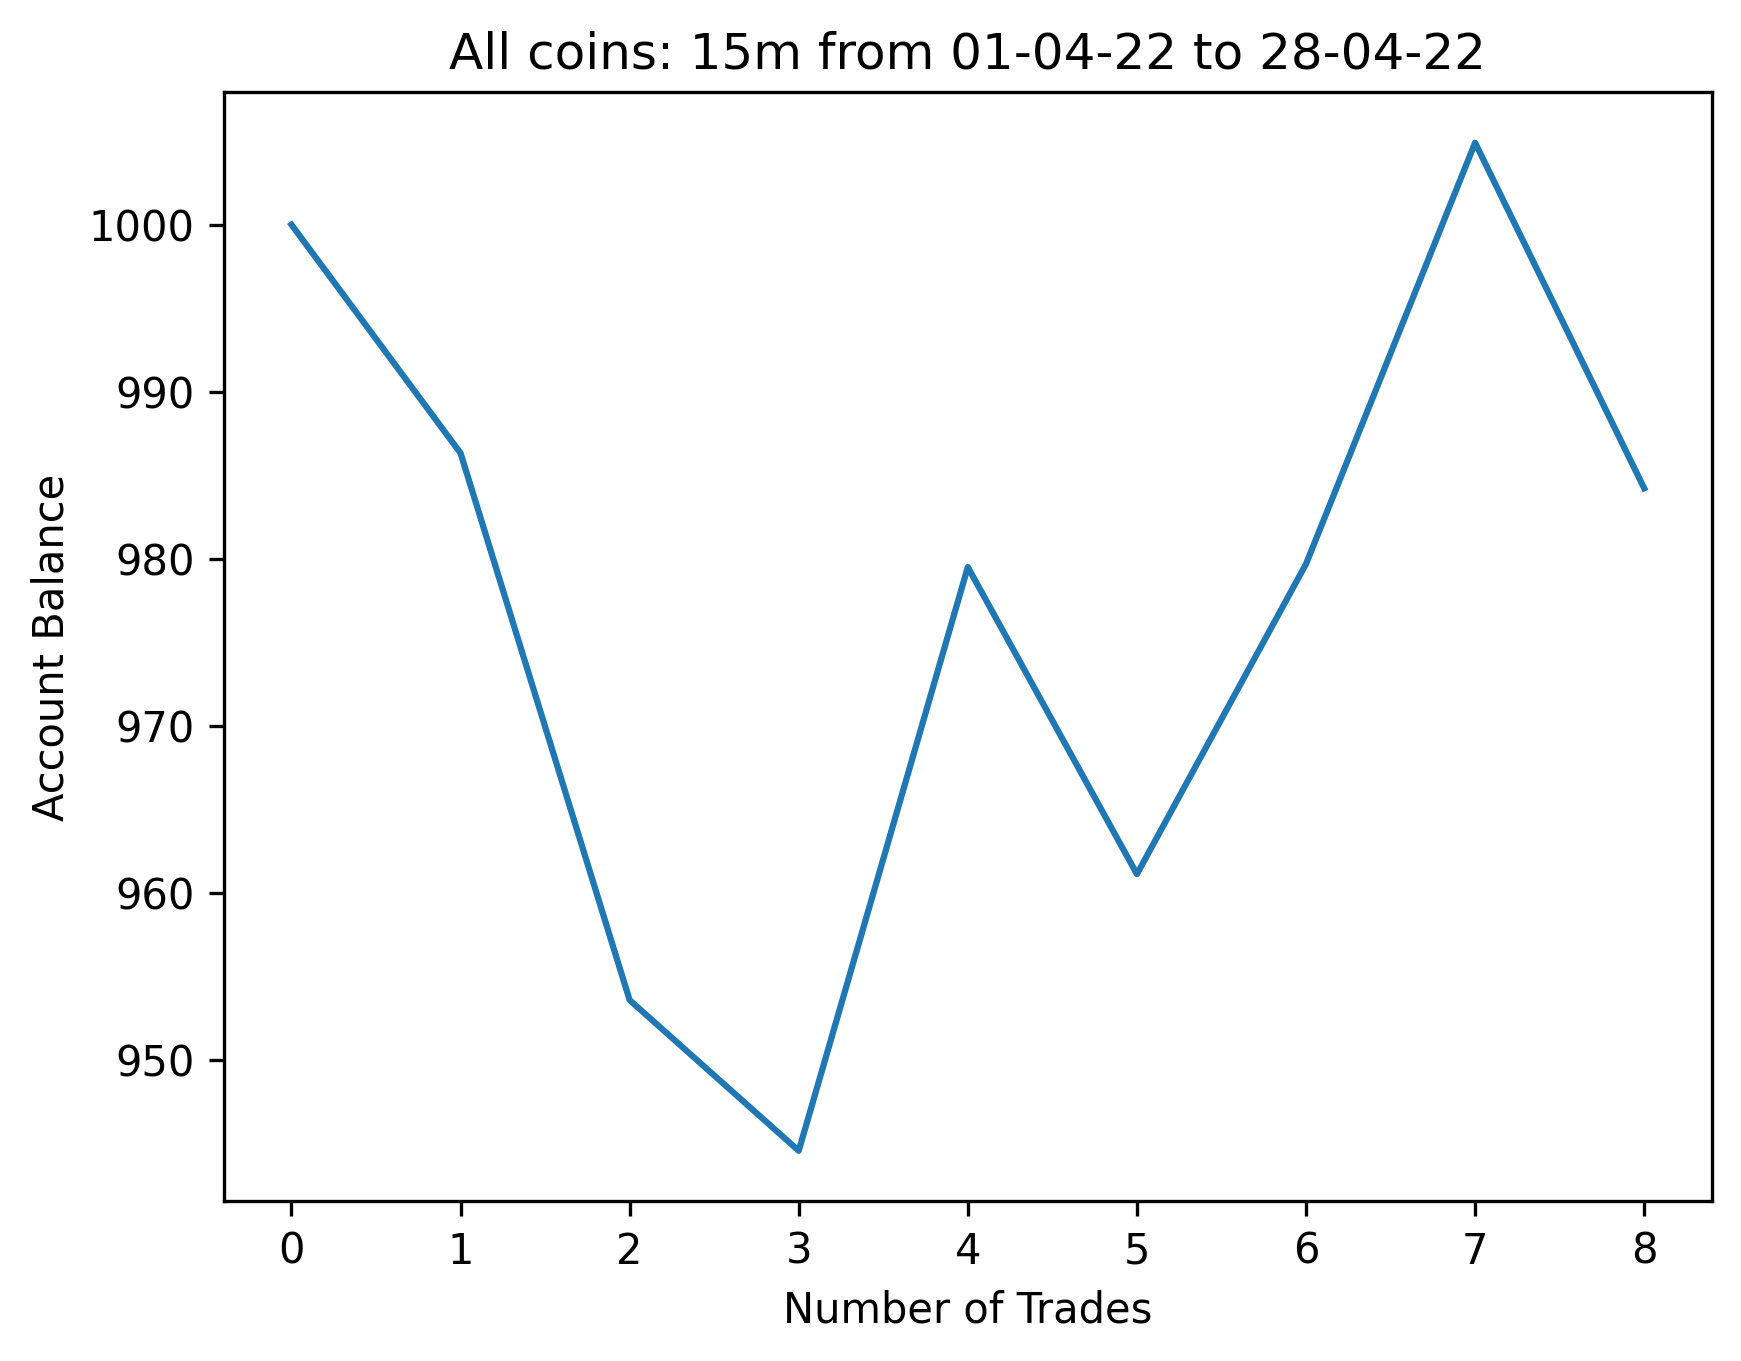 All coins: 15m from 01-04-22 to 28-04-22
1000
990
980
970
960
950
Account Balance
0 1 2 3 4 5 6 7 8
Number of Trades